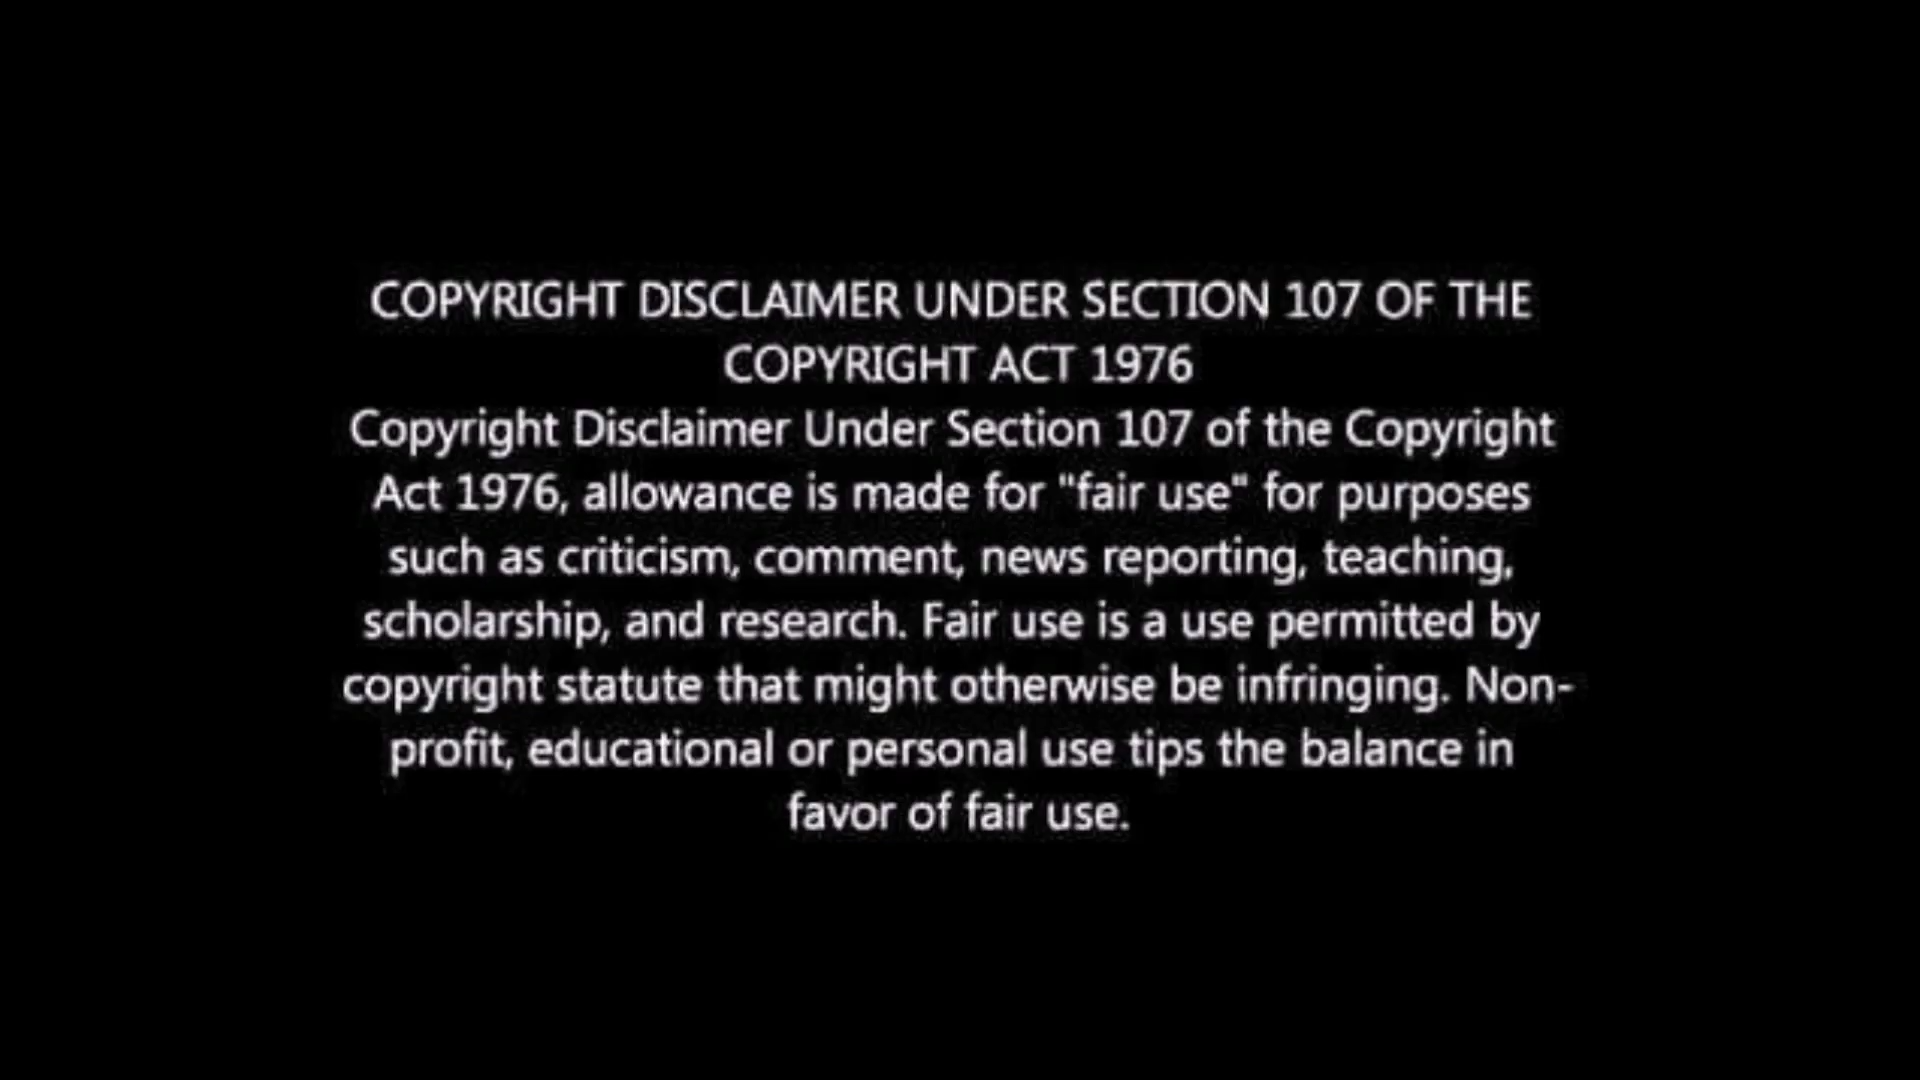 COPYRIGHT DISCLAIMER UNDER SECTION 107 OF THE
COPYRIGHT ACT 1976
Copyright Disclaimer Under Section 107 of the Copyright
Act 1976, allowance is made for "fair use" for purposes
such as criticism, comment, news reporting, teaching,
scholarship, and research. Fair use is a use permitted by
copyright statute that might otherwise be infringing. Non-
profit, educational or personal use tips the balance in
favor of fair use.